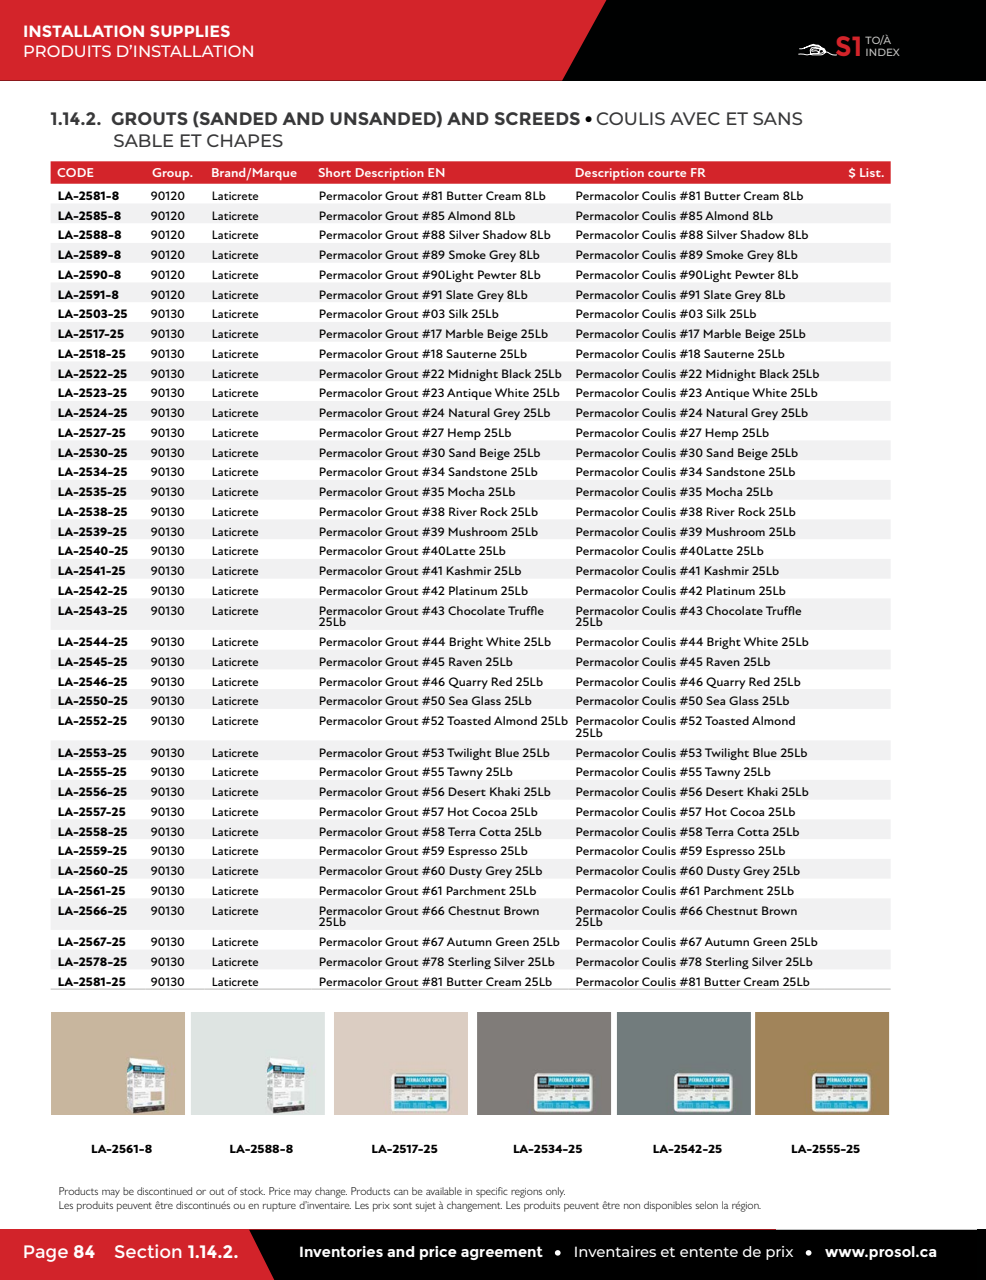 INSTALLATION SUPPLIES
PRODUITS D’INSTALLATION
S1 TO/À
INDEX
1.14.2. GROUTS (SANDED AND UNSANDED) AND SCREEDS • COULIS AVEC ET SANS
SABLE ET CHAPES
CODE Group. Brand/Marque Short Description EN Description courte FR $ List.
LA-2581-8 90120 Laticrete Permacolor Grout #81 Butter Cream 8Lb Permacolor Coulis #81 Butter Cream 8Lb
LA-2585-8 90120 Laticrete Permacolor Grout #85 Almond 8Lb Permacolor Coulis #85 Almond 8Lb
LA-2588-8 90120 Laticrete Permacolor Grout #88 Silver Shadow 8Lb Permacolor Coulis #88 Silver Shadow 8Lb
LA-2589-8 90120 Laticrete Permacolor Grout #89 Smoke Grey 8Lb Permacolor Coulis #89 Smoke Grey 8Lb
LA-2590-8 90120 Laticrete Permacolor Grout #90Light Pewter 8Lb Permacolor Coulis #90Light Pewter 8Lb
LA-2591-8 90120 Laticrete Permacolor Grout #91 Slate Grey 8Lb Permacolor Coulis #91 Slate Grey 8Lb
LA-2503-25 90130 Laticrete Permacolor Grout #03 Silk 25Lb Permacolor Coulis #03 Silk 25Lb
LA-2517-25 90130 Laticrete Permacolor Grout #17 Marble Beige 25Lb Permacolor Coulis #17 Marble Beige 25Lb
LA-2518-25 90130 Laticrete Permacolor Grout #18 Sauterne 25Lb Permacolor Coulis #18 Sauterne 25Lb
LA-2522-25 90130 Laticrete Permacolor Grout #22 Midnight Black 25Lb Permacolor Coulis #22 Midnight Black 25Lb
LA-2523-25 90130 Laticrete Permacolor Grout #23 Antique White 25Lb Permacolor Coulis #23 Antique White 25Lb
LA-2524-25 90130 Laticrete Permacolor Grout #24 Natural Grey 25Lb Permacolor Coulis #24 Natural Grey 25Lb
LA-2527-25 90130 Laticrete Permacolor Grout #27 Hemp 25Lb Permacolor Coulis #27 Hemp 25Lb
LA-2530-25 90130 Laticrete Permacolor Grout #30 Sand Beige 25Lb Permacolor Coulis #30 Sand Beige 25Lb
LA-2534-25 90130 Laticrete Permacolor Grout #34 Sandstone 25Lb Permacolor Coulis #34 Sandstone 25Lb
LA-2535-25 90130 Laticrete Permacolor Grout #35 Mocha 25Lb Permacolor Coulis #35 Mocha 25Lb
LA-2538-25 90130 Laticrete Permacolor Grout #38 River Rock 25Lb Permacolor Coulis #38 River Rock 25Lb
LA-2539-25 90130 Laticrete Permacolor Grout #39 Mushroom 25Lb Permacolor Coulis #39 Mushroom 25Lb
LA-2540-25 90130 Laticrete Permacolor Grout #40Latte 25Lb Permacolor Coulis #40Latte 25Lb
LA-2541-25 90130 Laticrete Permacolor Grout #41 Kashmir 25Lb Permacolor Coulis #41 Kashmir 25Lb
LA-2542-25 90130 Laticrete Permacolor Grout #42 Platinum 25Lb Permacolor Coulis #42 Platinum 25Lb
LA-2543-25 90130 Laticrete Permacolor Grout #43 Chocolate Truffle Permacolor Coulis #43 Chocolate Truffle
25Lb 25Lb
LA-2544-25 90130 Laticrete Permacolor Grout #44 Bright White 25Lb Permacolor Coulis #44 Bright White 25Lb
LA-2545-25 90130 Laticrete Permacolor Grout #45 Raven 25Lb Permacolor Coulis #45 Raven 25Lb
LA-2546-25 90130 Laticrete Permacolor Grout #46 Quarry Red 25Lb Permacolor Coulis #46 Quarry Red 25Lb
LA-2550-25 90130 Laticrete Permacolor Grout #50 Sea Glass 25Lb Permacolor Coulis #50 Sea Glass 25Lb
LA-2552-25 90130 Laticrete Permacolor Grout #52 Toasted Almond 25Lb Permacolor Coulis #52 Toasted Almond
25Lb
LA-2553-25 90130 Laticrete Permacolor Grout #53 Twilight Blue 25Lb Permacolor Coulis #53 Twilight Blue 25Lb
LA-2555-25 90130 Laticrete Permacolor Grout #55 Tawny 25Lb Permacolor Coulis #55 Tawny 25Lb
LA-2556-25 90130 Laticrete Permacolor Grout #56 Desert Khaki 25Lb Permacolor Coulis #56 Desert Khaki 25Lb
LA-2557-25 90130 Laticrete Permacolor Grout #57 Hot Cocoa 25Lb Permacolor Coulis #57 Hot Cocoa 25Lb
LA-2558-25 90130 Laticrete Permacolor Grout #58 Terra Cotta 25Lb Permacolor Coulis #58 Terra Cotta 25Lb
LA-2559-25 90130 Laticrete Permacolor Grout #59 Espresso 25Lb Permacolor Coulis #59 Espresso 25Lb
LA-2560-25 90130 Laticrete Permacolor Grout #60 Dusty Grey 25Lb Permacolor Coulis #60 Dusty Grey 25Lb
LA-2561-25 90130 Laticrete Permacolor Grout #61 Parchment 25Lb Permacolor Coulis #61 Parchment 25Lb
LA-2566-25 90130 Laticrete Permacolor Grout #66 Chestnut Brown Permacolor Coulis #66 Chestnut Brown
25Lb 25Lb
LA-2567-25 90130 Laticrete Permacolor Grout #67 Autumn Green 25Lb Permacolor Coulis #67 Autumn Green 25Lb
LA-2578-25 90130 Laticrete Permacolor Grout #78 Sterling Silver 25Lb Permacolor Coulis #78 Sterling Silver 25Lb
LA-2581-25 90130 Laticrete Permacolor Grout #81 Butter Cream 25Lb Permacolor Coulis #81 Butter Cream 25Lb
PERMACOLOR GROUT PERMACOLOR GROUT PERMACOLOR GROUT PERMACOLOR GROUT
LA-2561-8 LA-2588-8 LA-2517-25 LA-2534-25 LA-2542-25 LA-2555-25
Products may be discontinued or out of stock. Price may change. Products can be available in specific regions only.
Les produits peuvent être discontinués ou en rupture d’inventaire. Les prix sont sujet à changement. Les produits peuvent être non disponibles selon la région.
Page 84 Section 1.14.2. Inventories and price agreement • Inventaires et entente de prix • www.prosol.ca